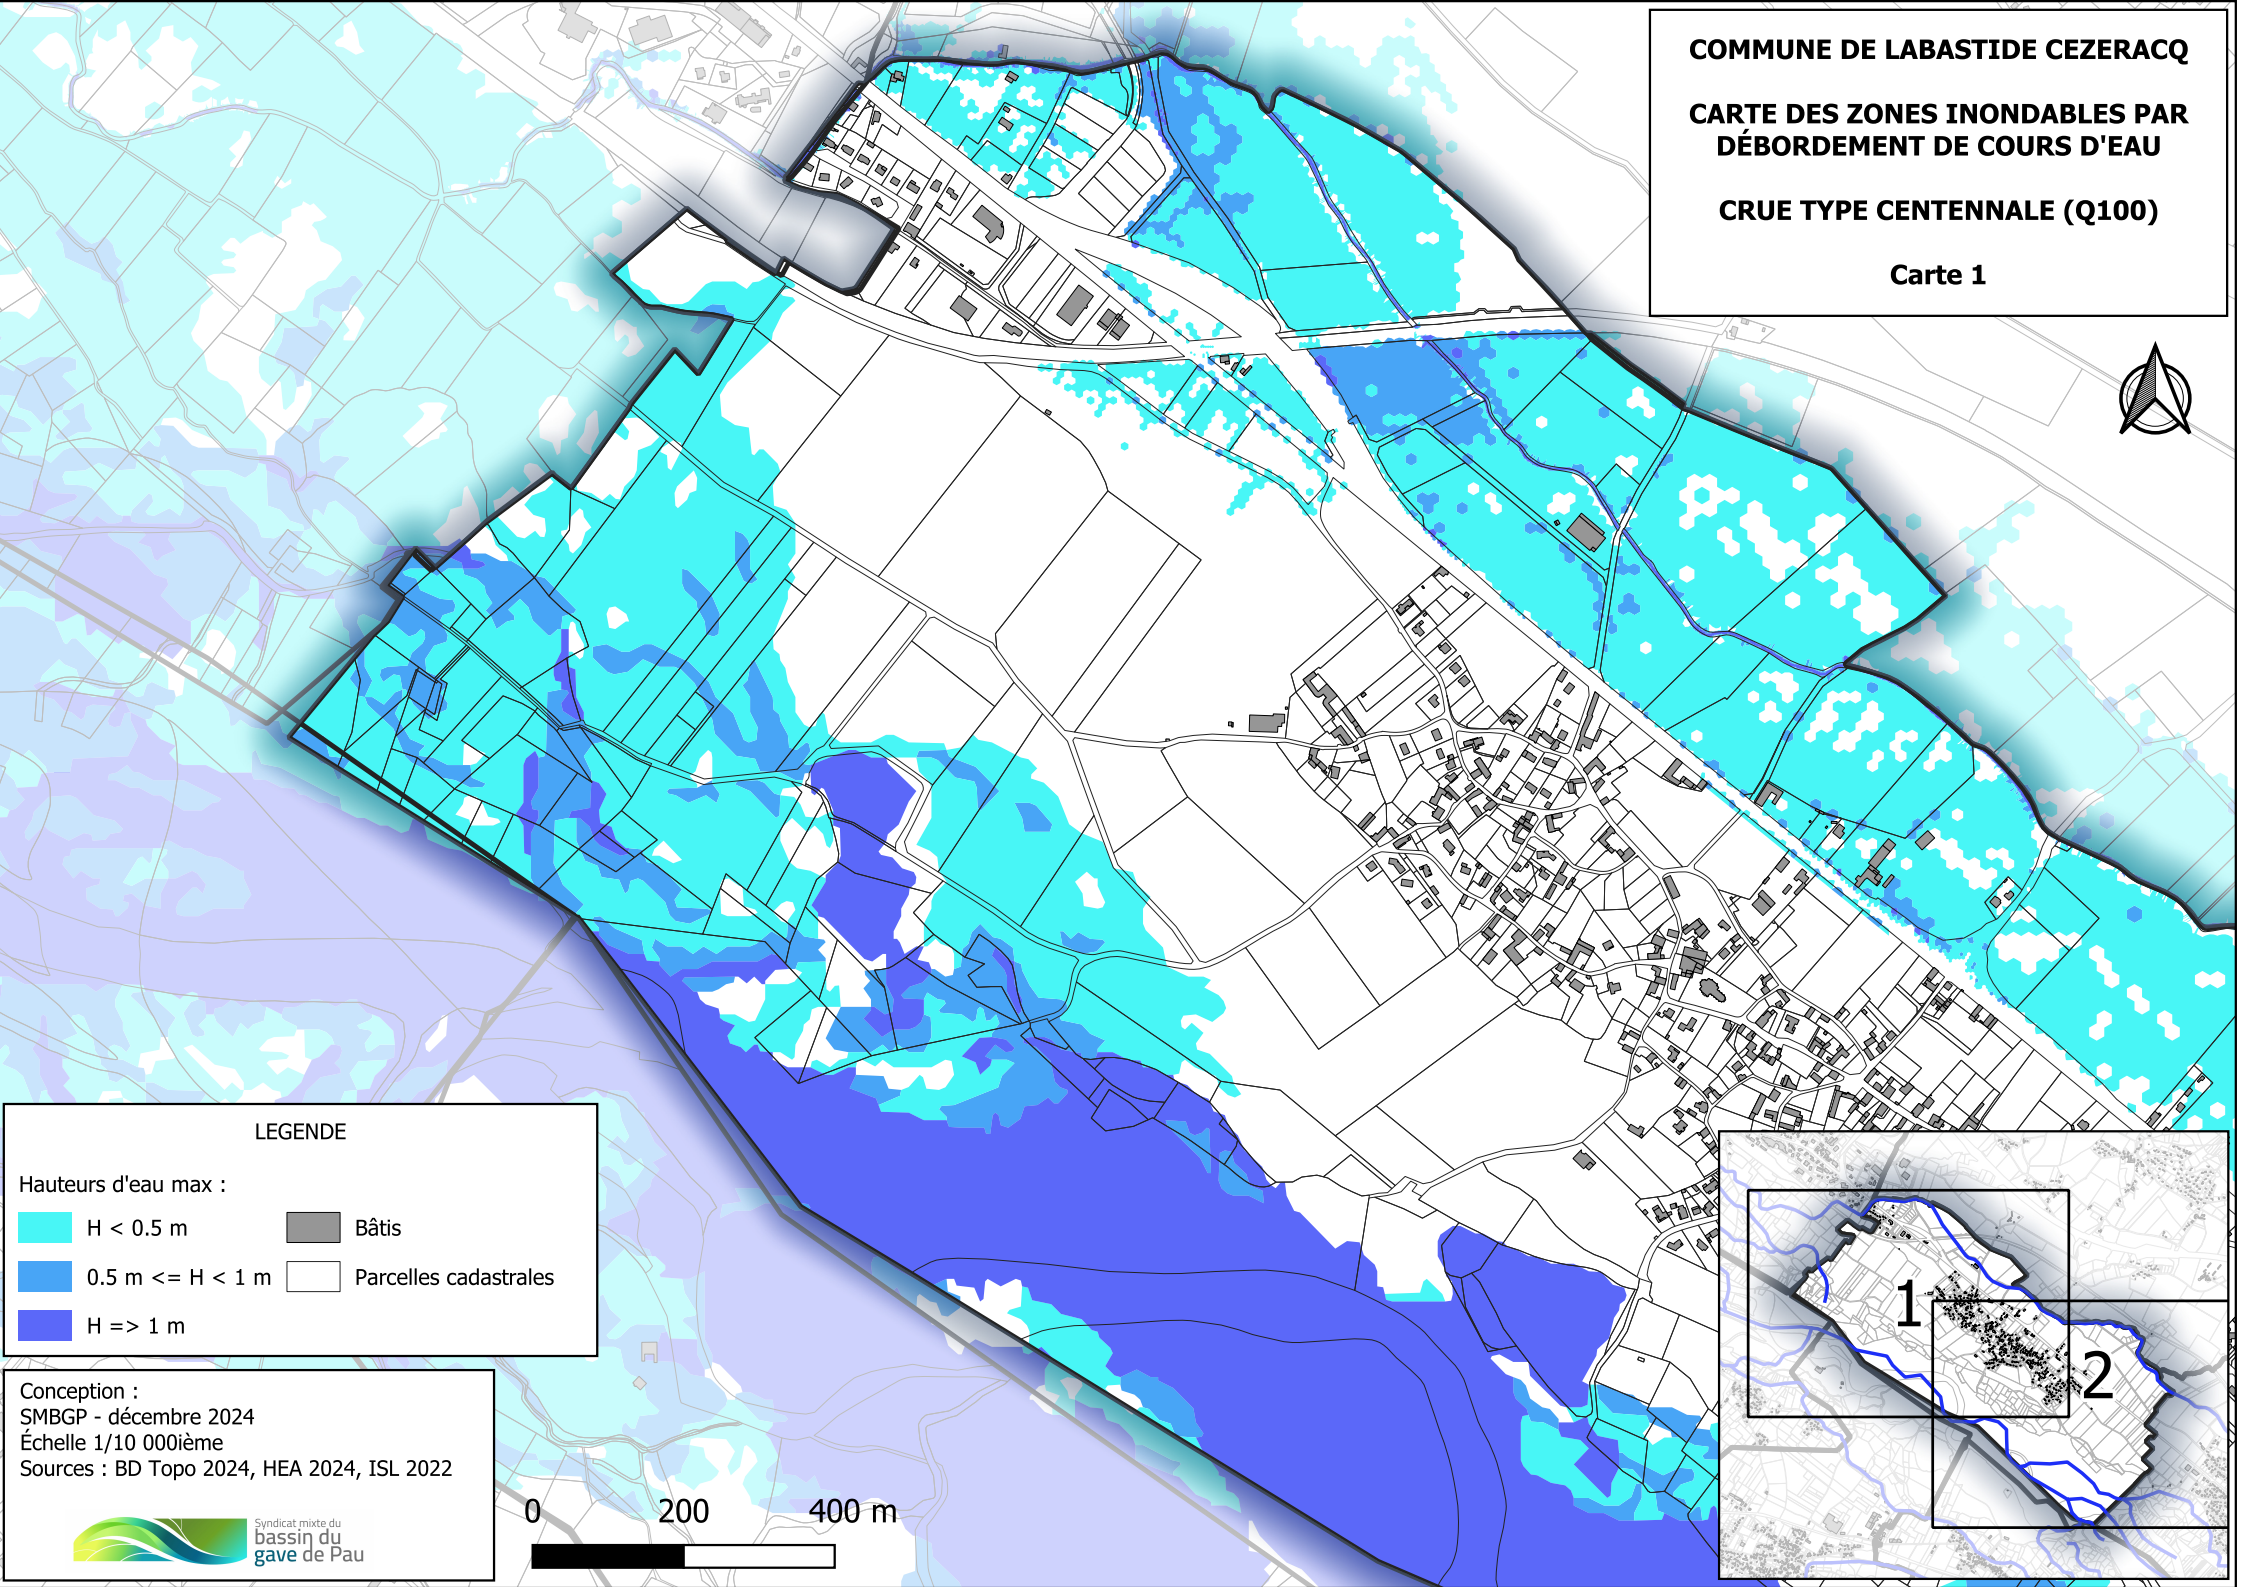 COMMUNE DE LABASTIDE CEZERACQ
CARTE DES ZONES INONDABLES PAR
DÉBORDEMENT DE COURS D'EAU
CRUE TYPE CENTENNALE (Q100)
Carte 1
LEGENDE
Hauteurs d'eau max :
H < 0.5 m
Bâtis
0.5 m <= H < 1 m
Parcelles cadastrales
H => 1 m
Conception :
SMBGP - décembre 2024
Échelle 1/10 000ième
Sources : BD Topo 2024, HEA 2024, ISL 2022
Syndicat mixte du
bassin du
gave de Pau
0 200 400 m
1
2